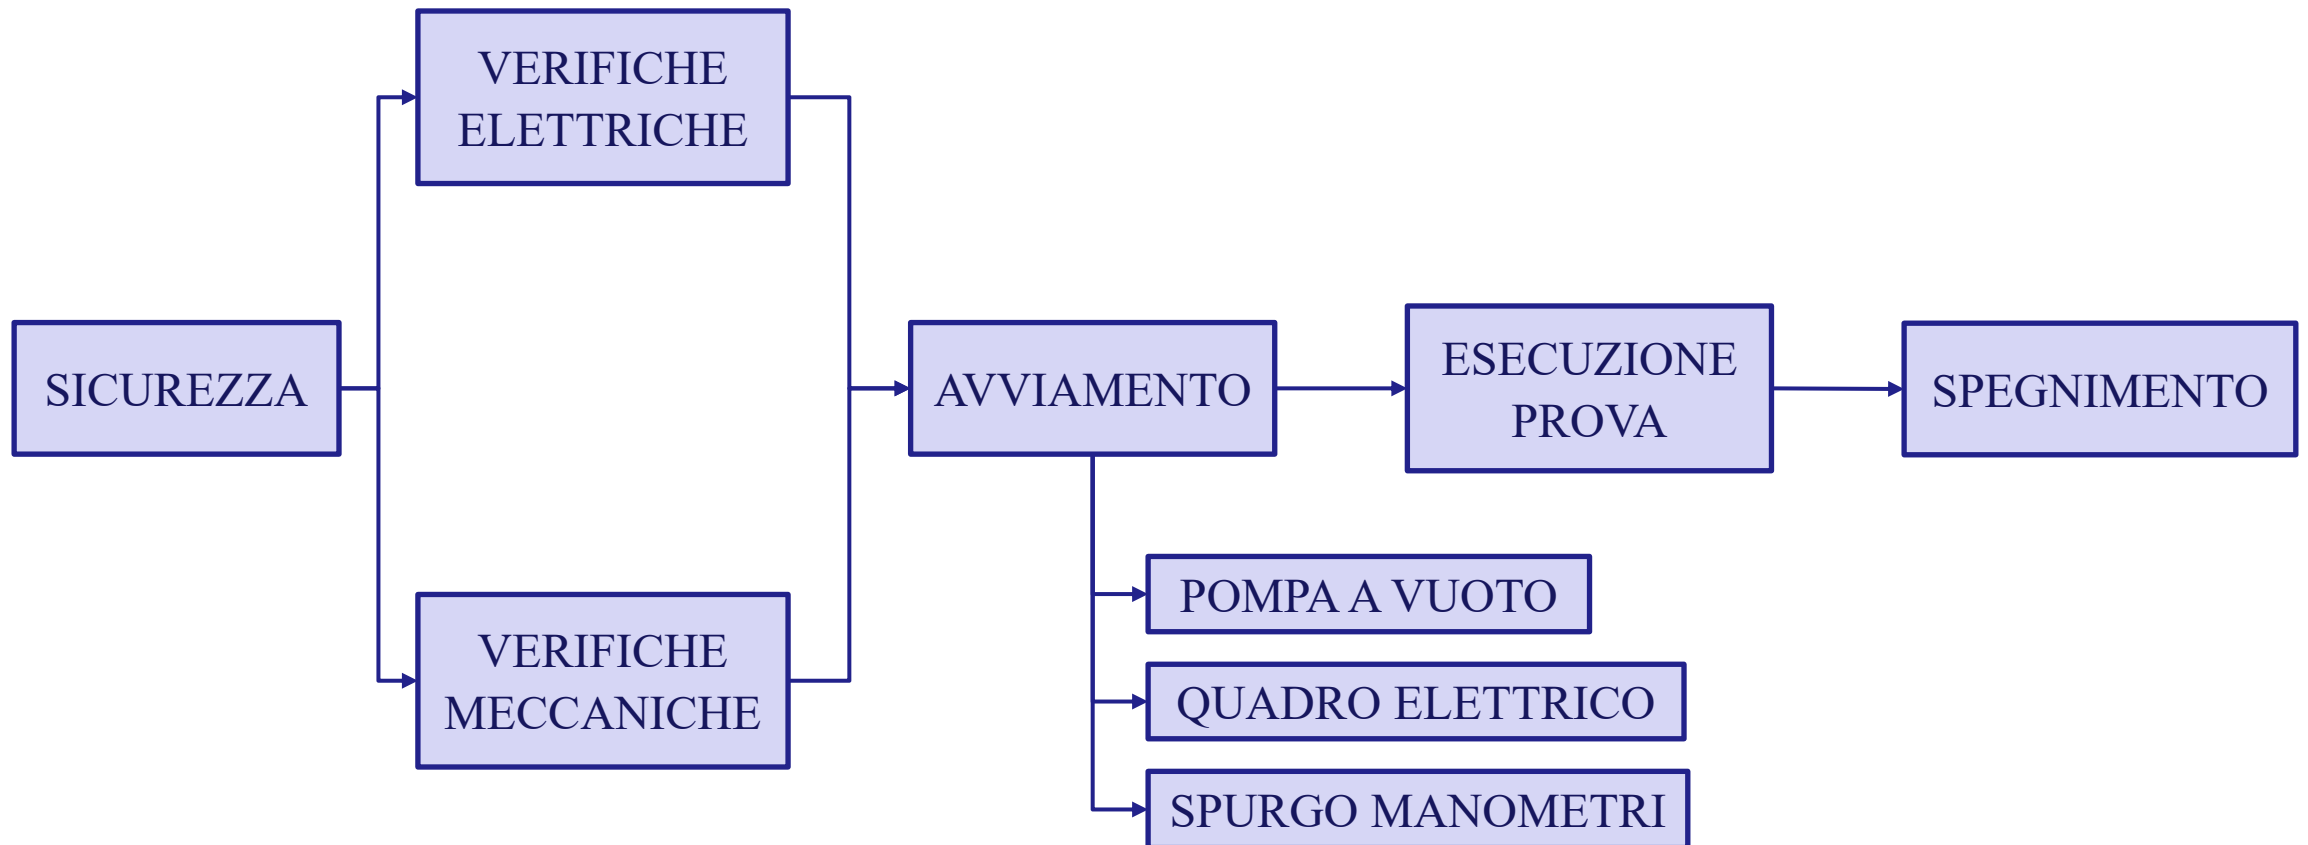 SICUREZZA
VERIFICHE
ELETTRICHE
VERIFICHE
MECCANICHE
AVVIAMENTO
ESECUZIONE
PROVA
SPEGNIMENTO
POMPA A VUOTO
QUADRO ELETTRICO
SPURGO MANOMETRI